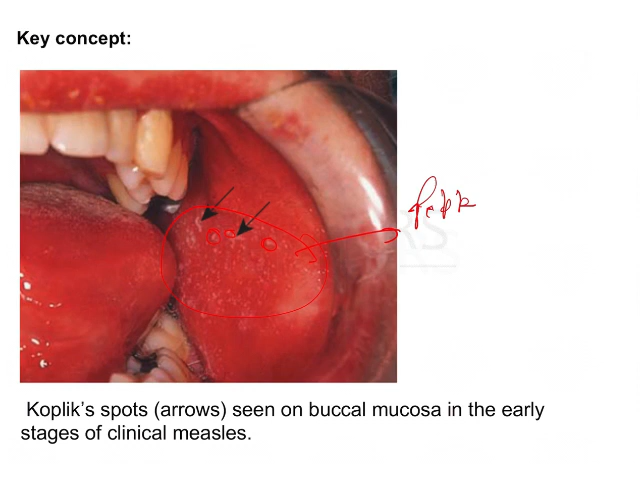 Key concept:
Koplik's spots (arrows) seen on buccal mucosa in the early
stages of clinical measles.